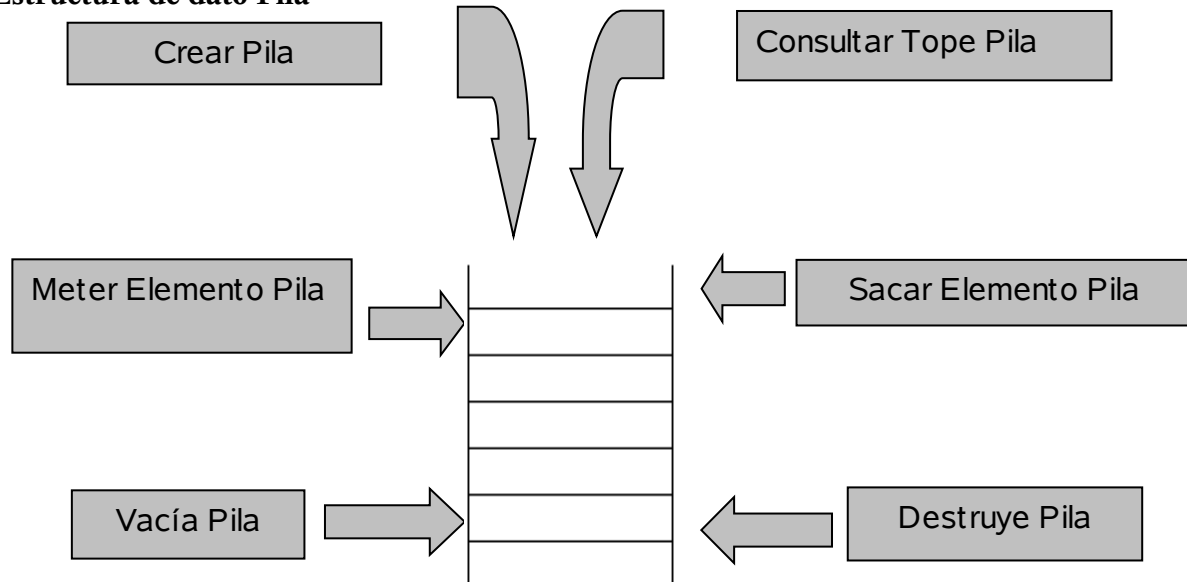 Estructura de dato Pila
Crear Pila
Consultar Tope Pila
Meter Elemento Pila
Sacar Elemento Pila
Vacía Pila
Destruye Pila